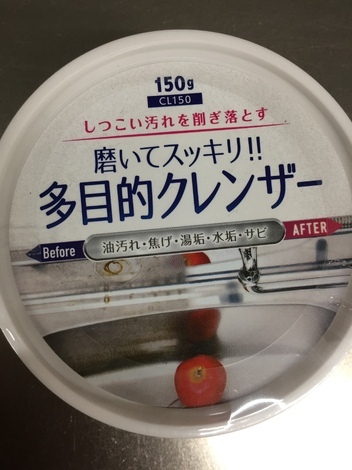 150g
CL150
しつこい汚れを削ぎ落とす
磨いてスッキリ!!
多目的クレンザー
Before 油汚れ・焦げ・湯垢・水垢・サビ AFTER